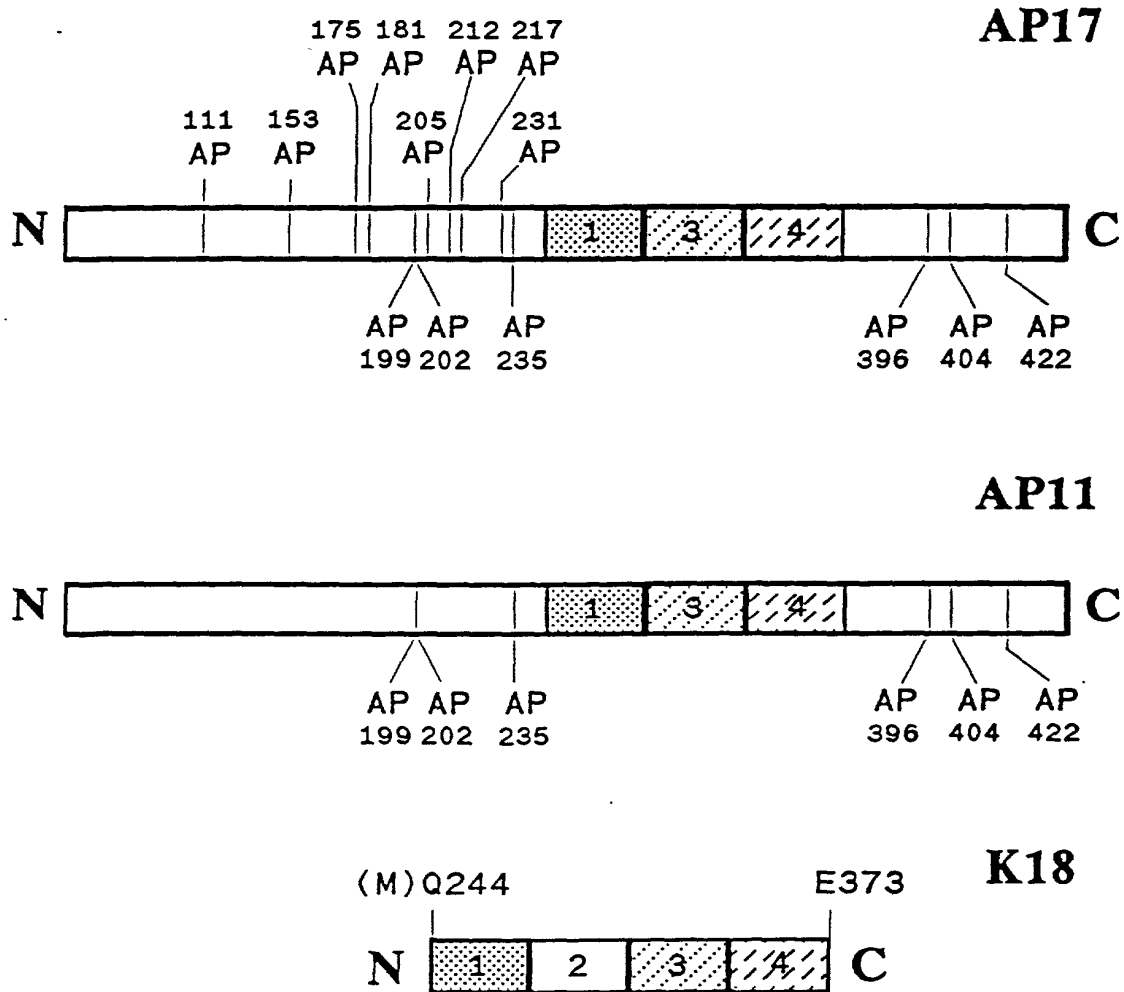 AP17
175 181 212 217
AP AP AP AP
111 153 205 231
AP AP AP AP
N 1 3 4 C
AP AP AP AP AP AP
199 202 235 396 404 422
AP11
N 1 3 4 C
AP AP AP AP AP AP
199 202 235 396 404 422
K18
(M)Q244 E373
N 1 2 3 4 C